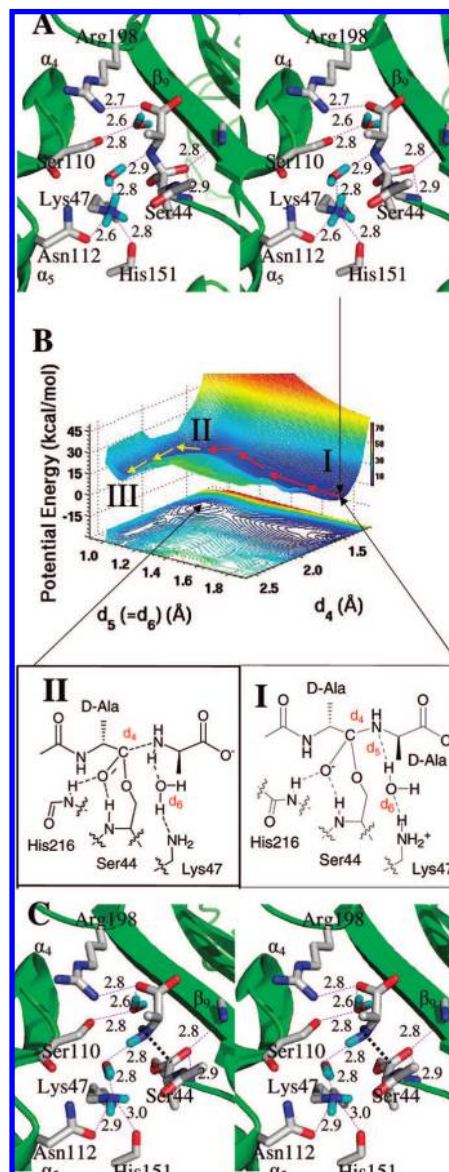 A
Arg198
α4
β9
2.7
2.6
2.8
Ser110
2.9
2.8
2.8
2.9
Lys47
Ser44
2.6
2.8
Asn112
α5
His151
Arg198
α4
β9
2.7
2.6
2.8
Ser110
2.9
2.8
2.8
2.9
Lys47
Ser44
2.6
2.8
Asn112
α5
His151
B
Potential Energy (kcal/mol)
45
30
15
0
-15
I
II
III
70
50
30
10
1.0
1.2
1.4
1.6
1.8
2.5
2.0
1.5
d5 (=d6) (Å)
d4 (Å)
II
D-Ala
d4
H
N
O
O-
C
N
H
O
O
H
O-H
H
d6
H
N
O
H
N
NH2
His216
Ser44
Lys47
I
D-Ala
d4
H
N
O
O-
C
d5
N
H
O
D-Ala
O
H
O-H
d6
H
H
N
O
H
N
NH2+
His216
Ser44
Lys47
C
Arg198
α4
β9
2.8
2.6
2.8
2.8
Ser110
2.8
2.8
2.9
Lys47
Ser44
3.0
2.9
Asn112
His151
Arg198
α4
β9
2.8
2.6
2.8
2.8
Ser110
2.8
2.8
2.9
Lys47
Ser44
3.0
2.9
Asn112
His151